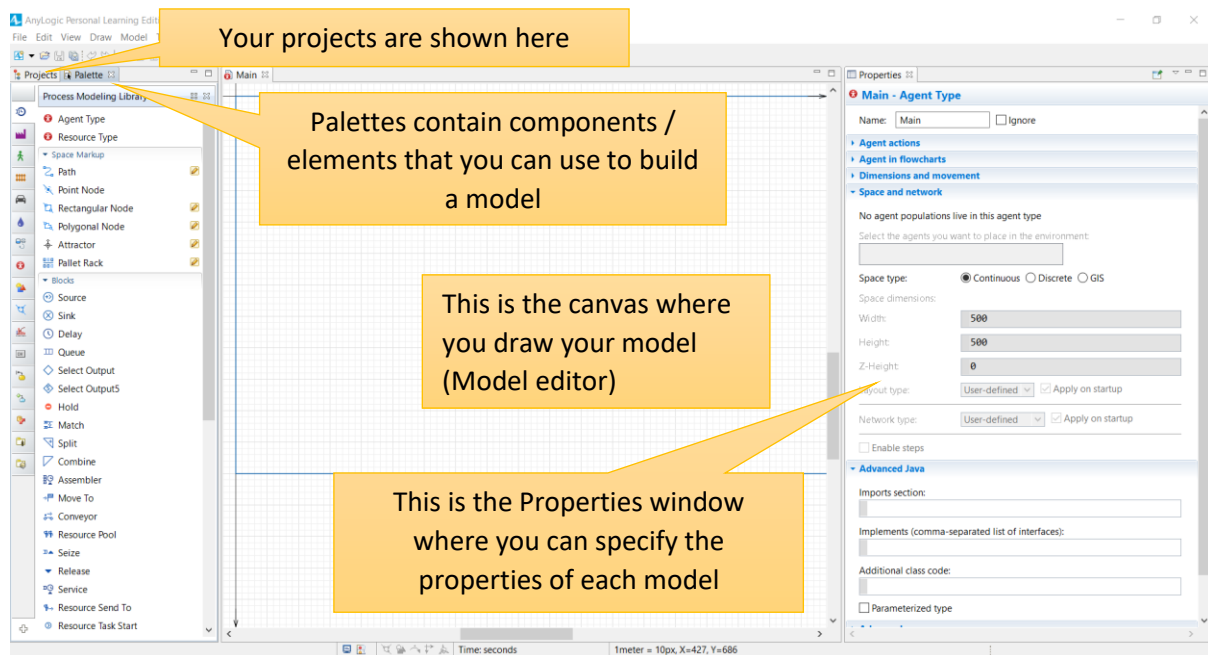 AnyLogic Personal Learning Editi
File Edit View Draw Model T
Your projects are shown here
Projects Palette
Process Modeling Library
Agent Type
Resource Type
Space Markup
Path
Point Node
Rectangular Node
Polygonal Node
Attractor
Pallet Rack
Blocks
Source
Sink
Delay
Queue
Select Output
Select Output5
Hold
Match
Split
Combine
Assembler
Move To
Conveyor
Resource Pool
Seize
Release
Service
Resource Send To
Resource Task Start
Main
Palettes contain components /
elements that you can use to build
a model
This is the canvas where
you draw your model
(Model editor)
This is the Properties window
where you can specify the
properties of each model
Properties
Main - Agent Type
Name: Main Ignore
Agent actions
Agent in flowcharts
Dimensions and movement
Space and network
No agent populations live in this agent type
Select the agents you want to place in the environment:
Space type: Continuous Discrete GIS
Space dimensions:
Width: 500
Height: 500
Z-Height: 0
Layout type: User-defined Apply on startup
Network type: User-defined Apply on startup
Enable steps
Advanced Java
Imports section:
Implements (comma-separated list of interfaces):
Additional class code:
Parameterized type
Time: seconds
1meter = 10px, X=427, Y=686